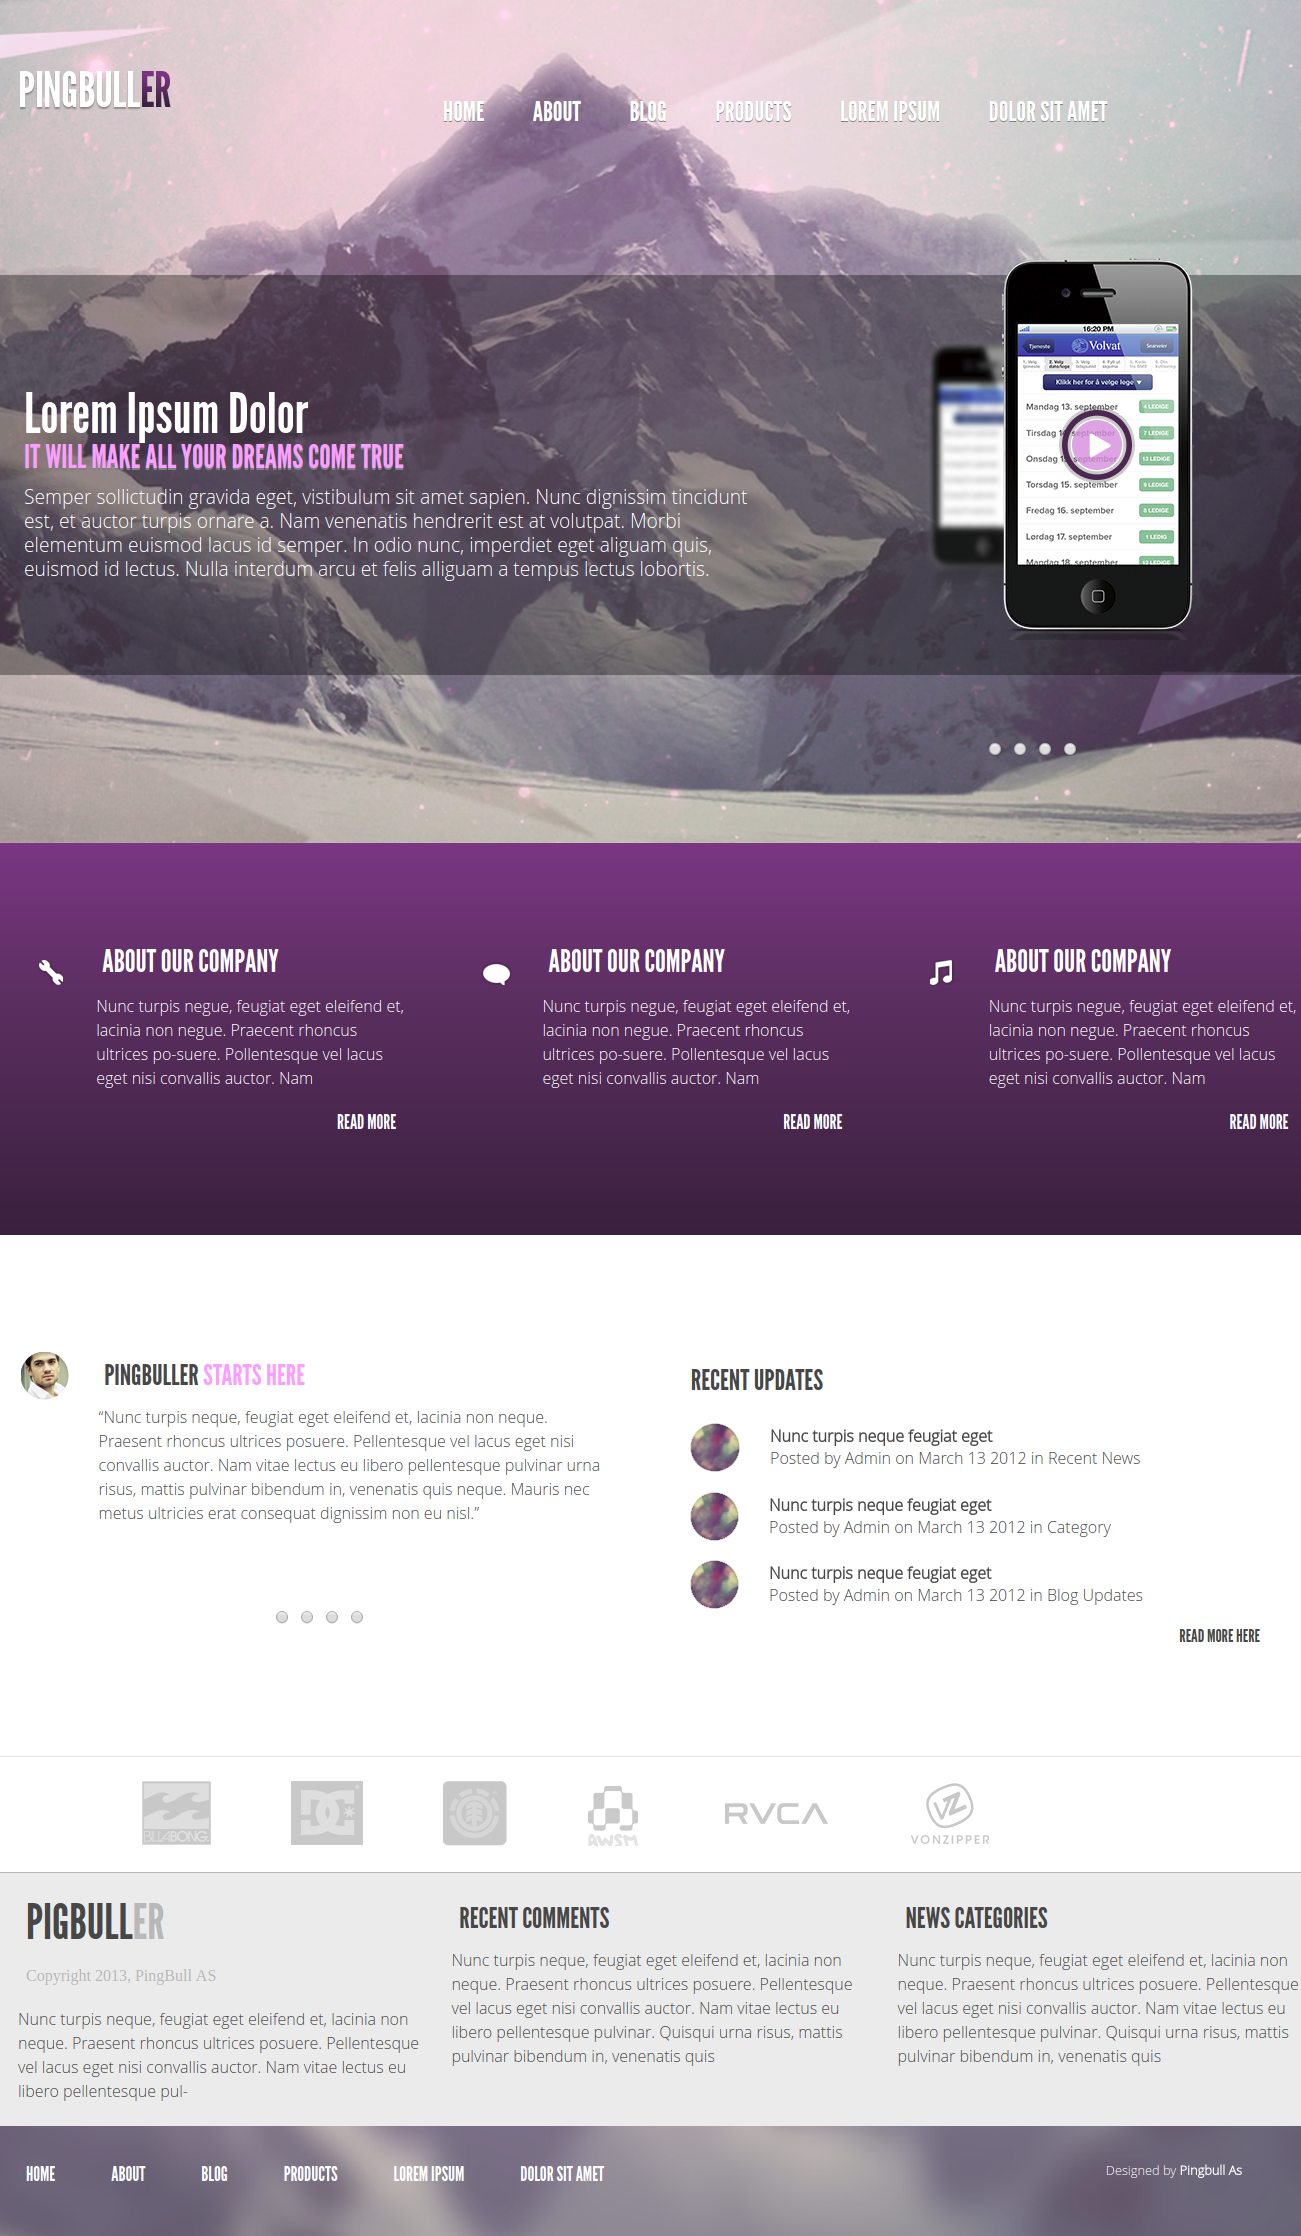 PINGBULLER
HOME ABOUT BLOG PRODUCTS LOREM IPSUM DOLOR SIT AMET
Lorem Ipsum Dolor
IT WILL MAKE ALL YOUR DREAMS COME TRUE
Semper sollictudin gravida eget, vistibulum sit amet sapien. Nunc dignissim tincidunt
est, et auctor turpis ornare a. Nam venenatis hendrerit est at volutpat. Morbi
elementum euismod lacus id semper. In odio nunc, imperdiet eget aliguam quis,
euismod id lectus. Nulla interdum arcu et felis alliguam a tempus lectus lobortis.
16:20 PM
Tjeneste Volvat
Klikk her for å velge lege
Mandag 13. september 4 LEDIGE
Tirsdag 14 september 7 LEDIGE
Onsdag 15 september 13 LEDIGE
Torsdag 15. september 9 LEDIGE
Fredag 16. september 8 LEDIGE
Lørdag 17. september 1 LEDIG
Mandag 18. september 12 LEDIGE
ABOUT OUR COMPANY
Nunc turpis negue, feugiat eget eleifend et,
lacinia non negue. Praecent rhoncus
ultrices po-suere. Pollentesque vel lacus
eget nisi convallis auctor. Nam
READ MORE
ABOUT OUR COMPANY
Nunc turpis negue, feugiat eget eleifend et,
lacinia non negue. Praecent rhoncus
ultrices po-suere. Pollentesque vel lacus
eget nisi convallis auctor. Nam
READ MORE
ABOUT OUR COMPANY
Nunc turpis negue, feugiat eget eleifend et,
lacinia non negue. Praecent rhoncus
ultrices po-suere. Pollentesque vel lacus
eget nisi convallis auctor. Nam
READ MORE
PINGBULLER STARTS HERE
“Nunc turpis neque, feugiat eget eleifend et, lacinia non neque.
Praesent rhoncus ultrices posuere. Pellentesque vel lacus eget nisi
convallis auctor. Nam vitae lectus eu libero pellentesque pulvinar urna
risus, mattis pulvinar bibendum in, venenatis quis neque. Mauris nec
metus ultricies erat consequat dignissim non eu nisl.”
RECENT UPDATES
Nunc turpis neque feugiat eget
Posted by Admin on March 13 2012 in Recent News
Nunc turpis neque feugiat eget
Posted by Admin on March 13 2012 in Category
Nunc turpis neque feugiat eget
Posted by Admin on March 13 2012 in Blog Updates
READ MORE HERE
BILLABONG DC AWSM RVCA VZ VONZIPPER
PIGBULLER
Copyright 2013, PingBull AS
Nunc turpis neque, feugiat eget eleifend et, lacinia non
neque. Praesent rhoncus ultrices posuere. Pellentesque
vel lacus eget nisi convallis auctor. Nam vitae lectus eu
libero pellentesque pul-
RECENT COMMENTS
Nunc turpis neque, feugiat eget eleifend et, lacinia non
neque. Praesent rhoncus ultrices posuere. Pellentesque
vel lacus eget nisi convallis auctor. Nam vitae lectus eu
libero pellentesque pulvinar. Quisqui urna risus, mattis
pulvinar bibendum in, venenatis quis
NEWS CATEGORIES
Nunc turpis neque, feugiat eget eleifend et, lacinia non
neque. Praesent rhoncus ultrices posuere. Pellentesque
vel lacus eget nisi convallis auctor. Nam vitae lectus eu
libero pellentesque pulvinar. Quisqui urna risus, mattis
pulvinar bibendum in, venenatis quis
HOME ABOUT BLOG PRODUCTS LOREM IPSUM DOLOR SIT AMET
Designed by Pingbull As